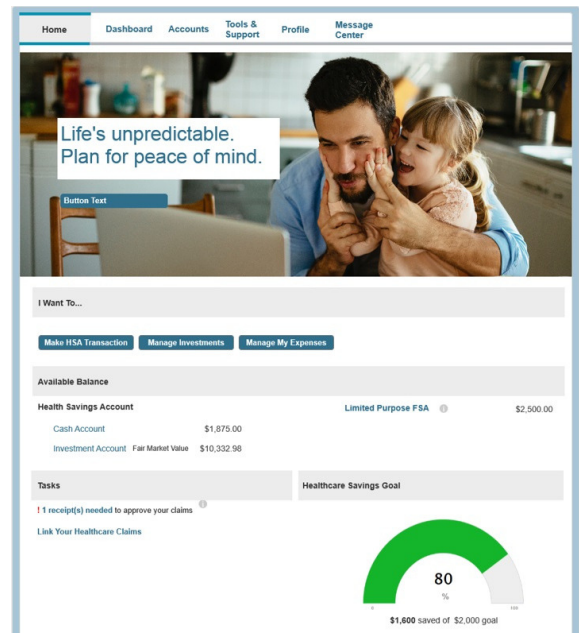 Home Dashboard Accounts Tools & Support Profile Message Center
Life's unpredictable.
Plan for peace of mind.
Button Text
I Want To...
Make HSA Transaction Manage Investments Manage My Expenses
Available Balance
Health Savings Account
Cash Account $1,875.00
Investment Account Fair Market Value $10,332.98
Limited Purpose FSA $2,500.00
Tasks
! 1 receipt(s) needed to approve your claims
Link Your Healthcare Claims
Healthcare Savings Goal
80
%
0 100
$1,600 saved of $2,000 goal